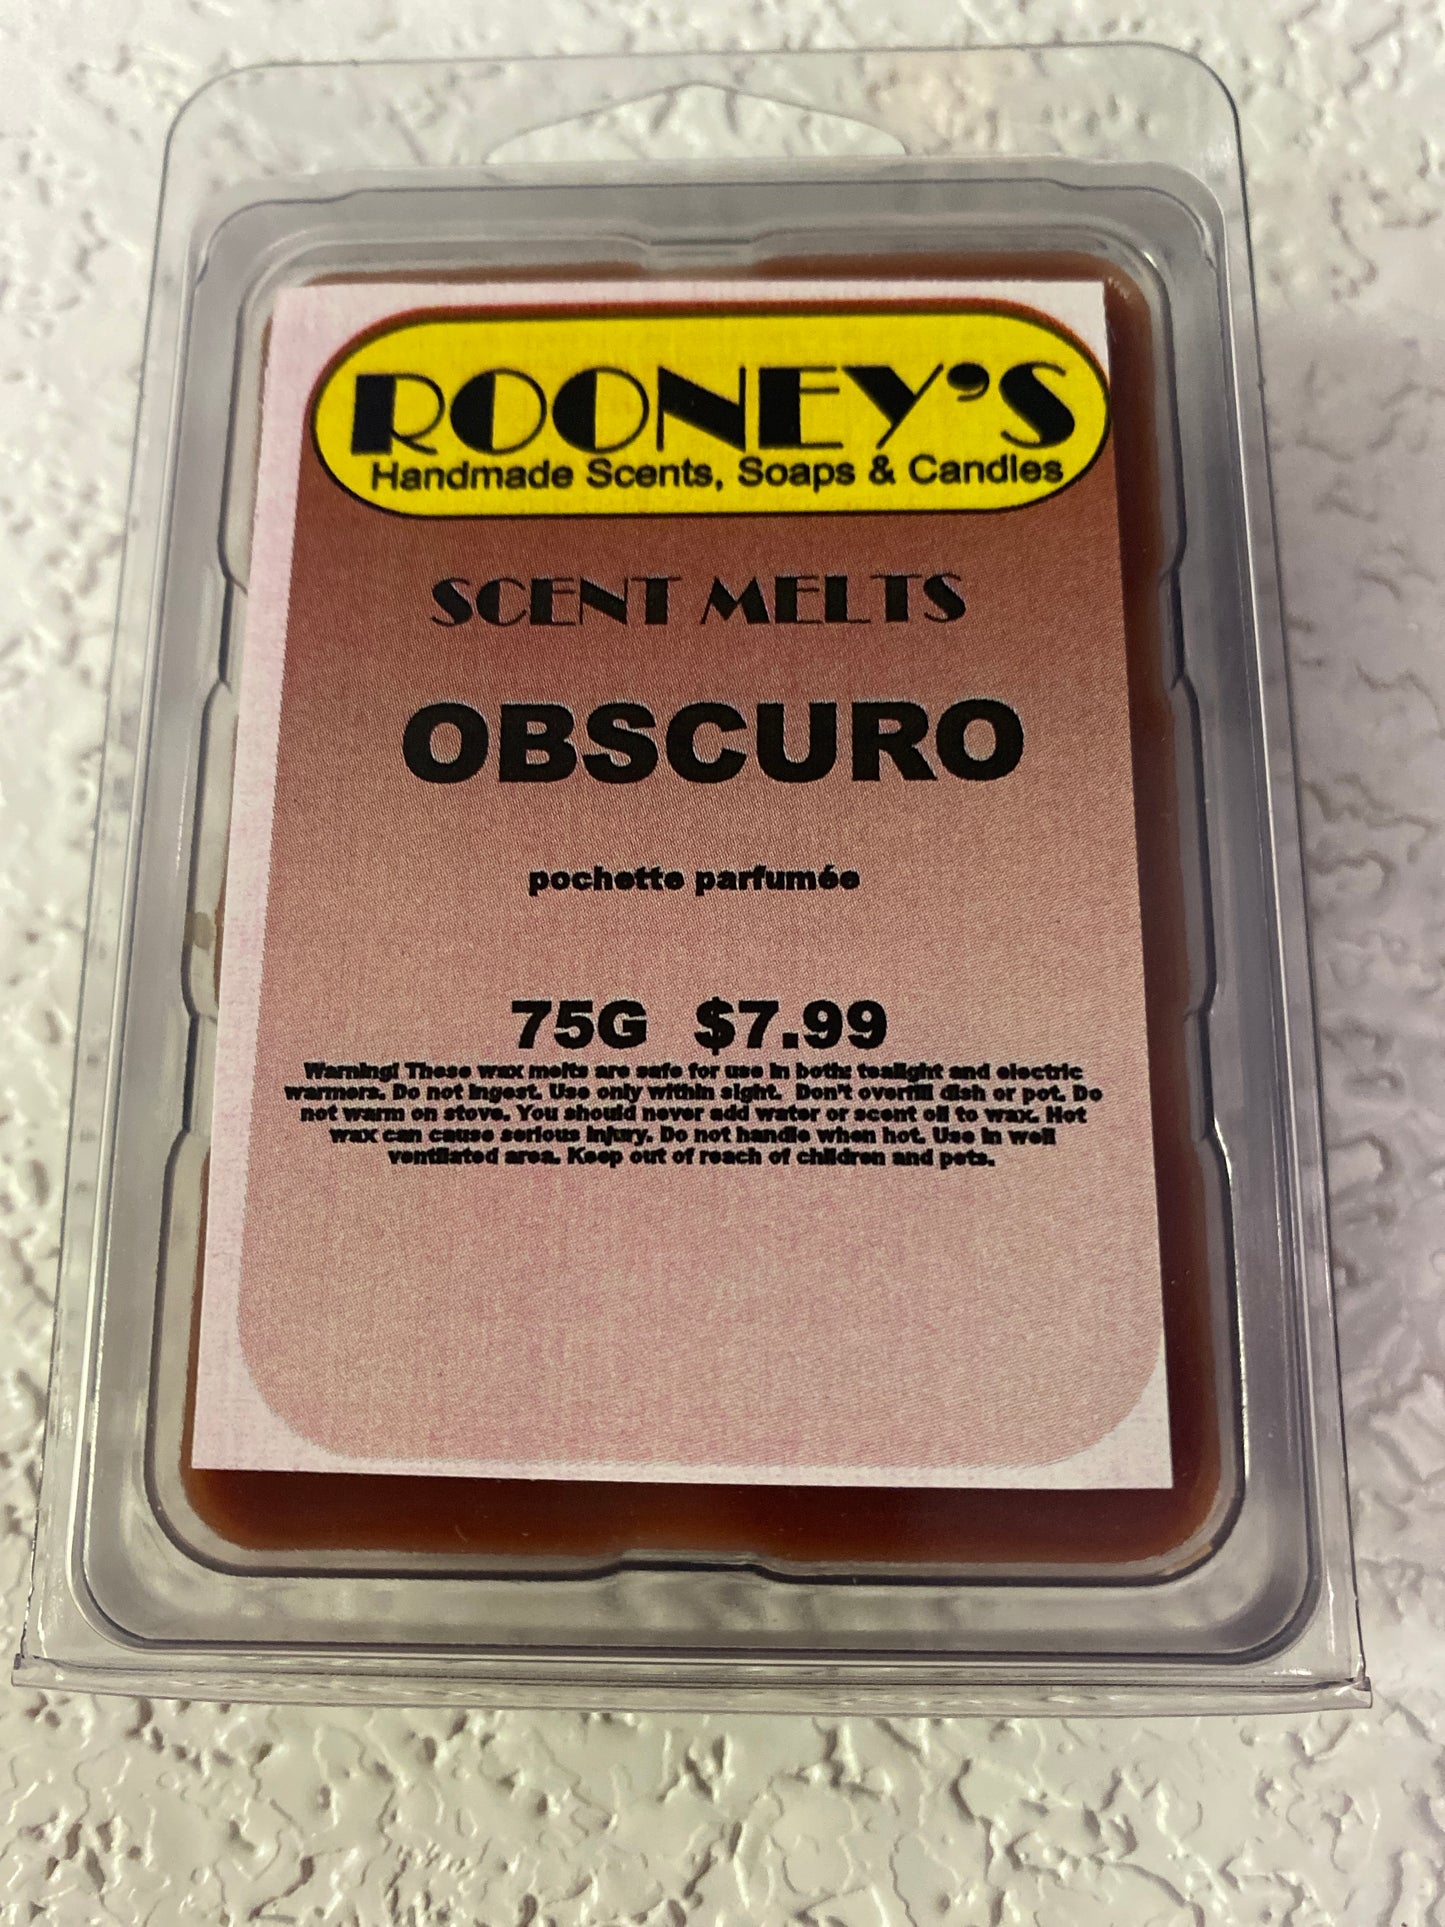 ROONEY'S
Handmade Scents, Soaps & Candles
SCENT MELTS
OBSCURO
pochette parfumée
75G $7.99
Warning! These wax melts are safe for use in both: tealight and electric
warmers. Do not ingest. Use only within sight. Don't overfill dish or pot. Do
not warm on stove. You should never add water or scent oil to wax. Hot
wax can cause serious injury. Do not handle when hot. Use in well
ventilated area. Keep out of reach of children and pets.